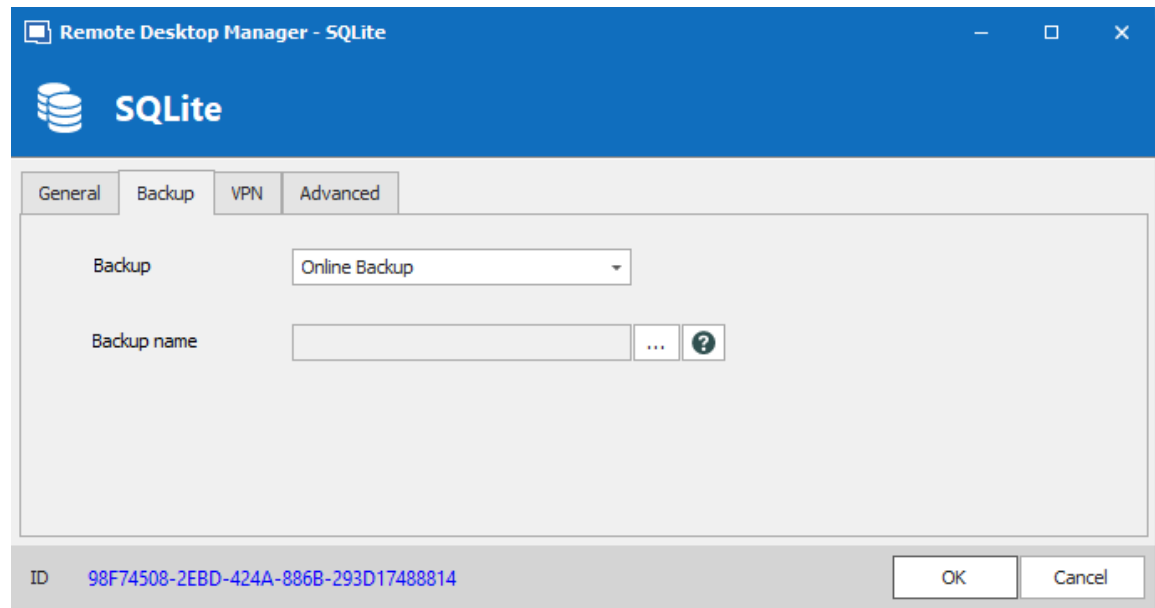 Remote Desktop Manager - SQLite
SQLite
General Backup VPN Advanced
Backup Online Backup
Backup name ... ?
ID 98F74508-2EBD-424A-886B-293D17488814 OK Cancel